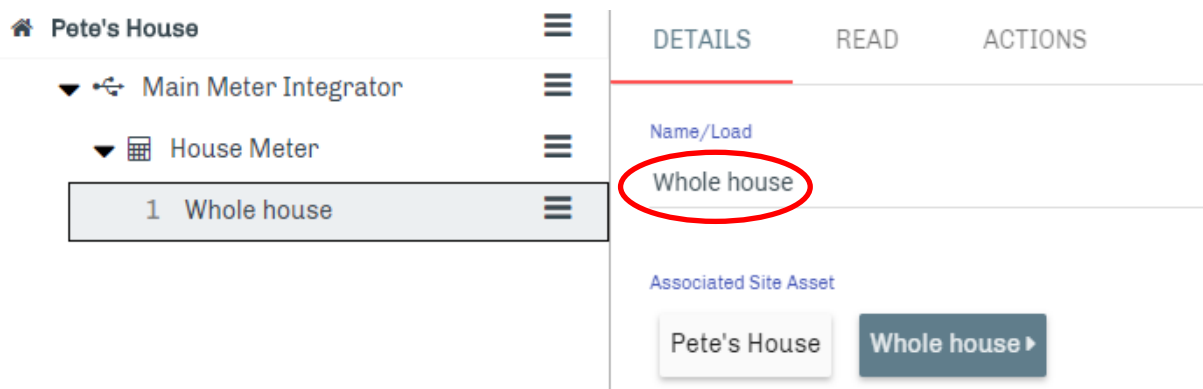 Pete's House
Main Meter Integrator
House Meter
1 Whole house
DETAILS READ ACTIONS
Name/Load
Whole house
Associated Site Asset
Pete's House Whole house